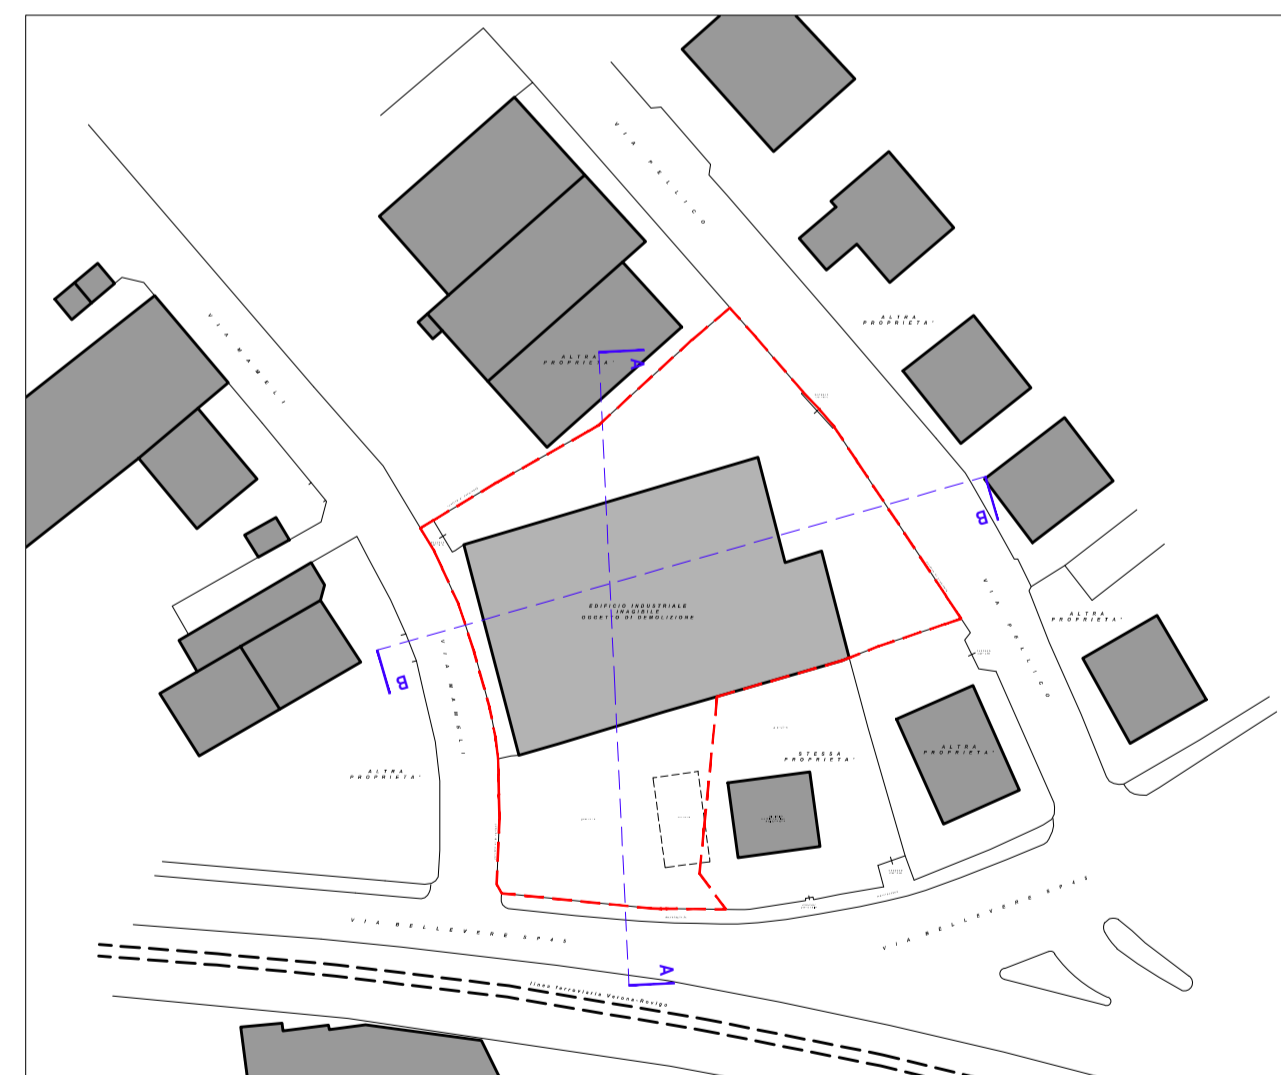 VIA PELLICO
ALTRA
PROPRIETA'
VIA MAMELI
ALTRA
PROPRIETA'
A
B
EDIFICIO INDUSTRIALE
INAGIBILE
OGGETTO DI DEMOLIZIONE
VIA PELLICO
ALTRA
PROPRIETA'
B
VIA MAMELI
STESSA
PROPRIETA'
ALTRA
PROPRIETA'
ALTRA
PROPRIETA'
VIA BELLEVERE SP45
VIA BELLEVERE SP45
A
linea ferroviaria Verona-Rovigo